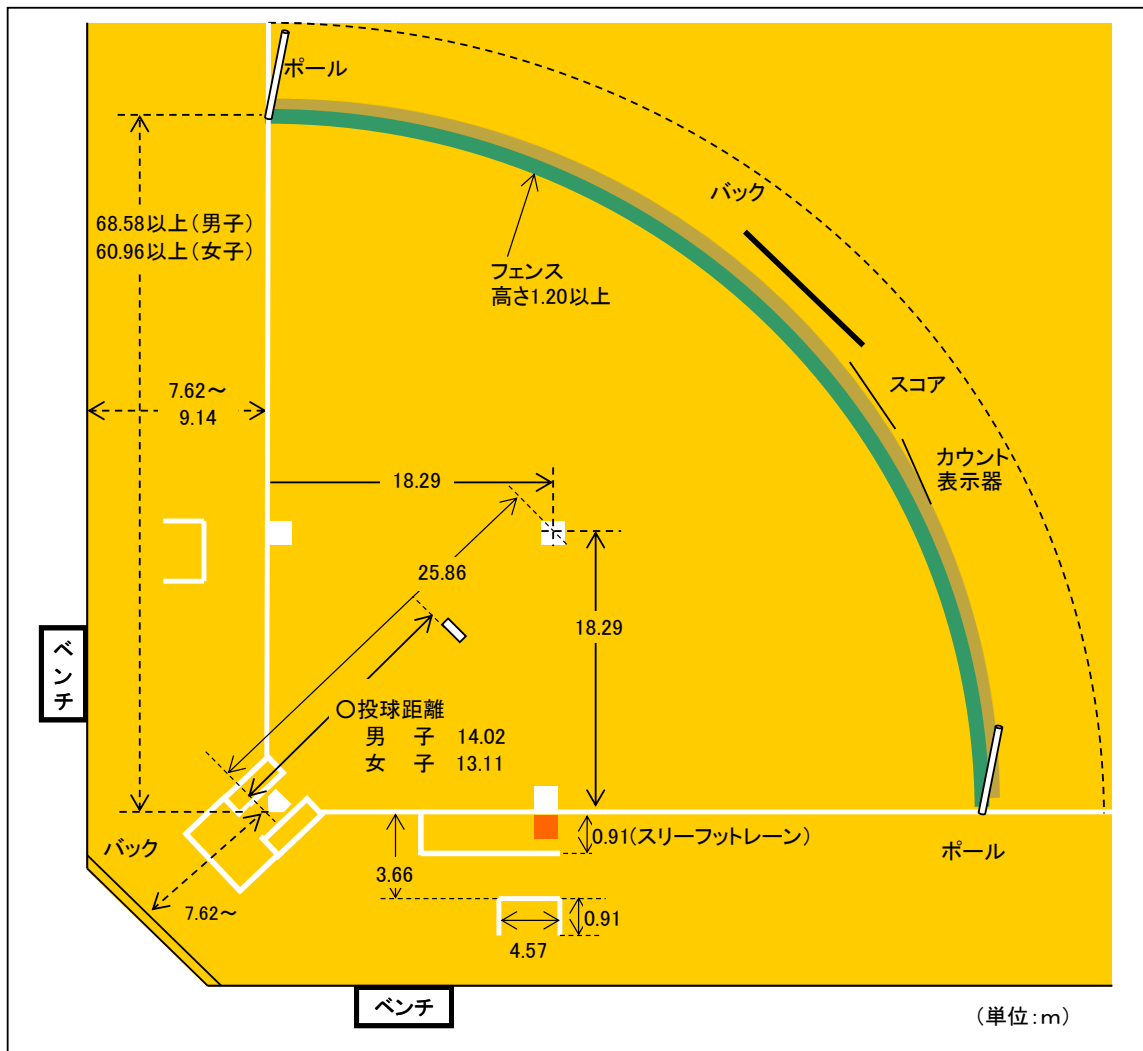 ポール
バック
68.58以上(男子)
60.96以上(女子)
フェンス
高さ1.20以上
7.62～
9.14
スコア
カウント
表示器
18.29
25.86
18.29
ベンチ
〇投球距離
男 子 14.02
女 子 13.11
0.91(スリーフットレーン)
バック
ポール
3.66
7.62～
0.91
4.57
ベンチ
(単位:m)